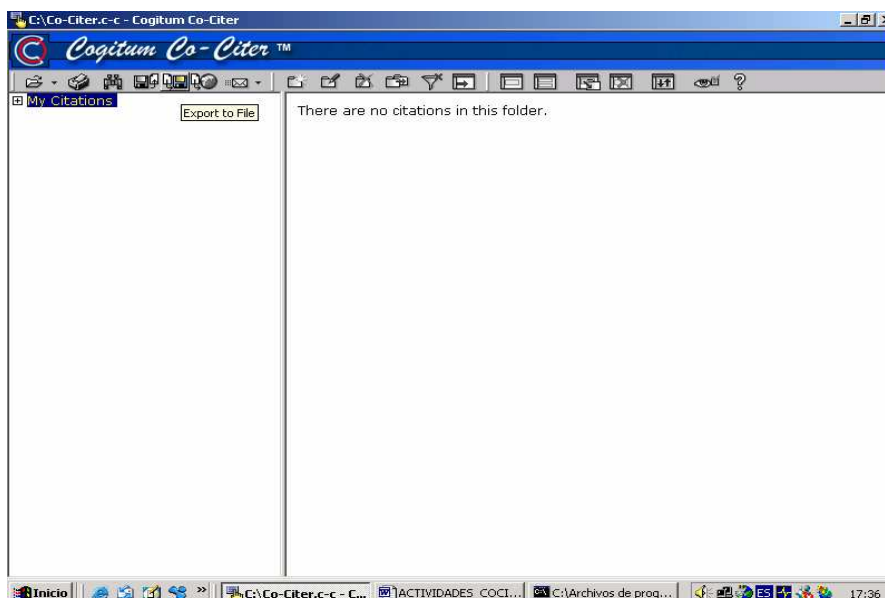 C:\Co-Citer.c-c - Cogitum Co-Citer
C Cogitum Co-Citer TM
My Citations
Export to File
There are no citations in this folder.
Inicio » C:\Co-Citer.c-c - C... ACTIVIDADES COCI... C:\Archivos de prog... ES 17:36